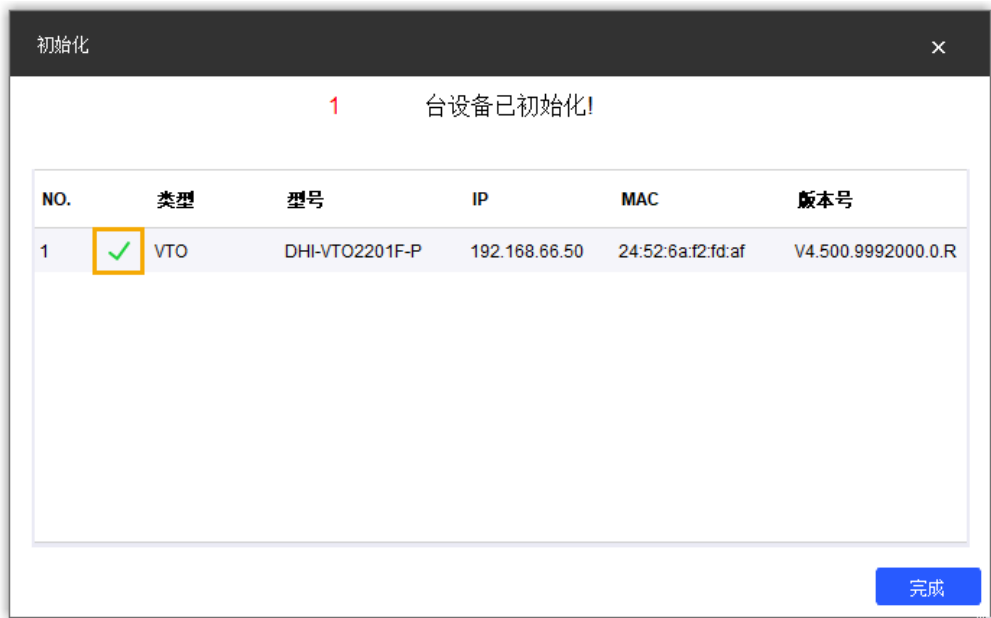 初始化
1 台设备已初始化!
NO. 类型 型号 IP MAC 版本号
1 VTO DHI-VTO2201F-P 192.168.66.50 24:52:6a:f2:fd:af V4.500.9992000.0.R
完成